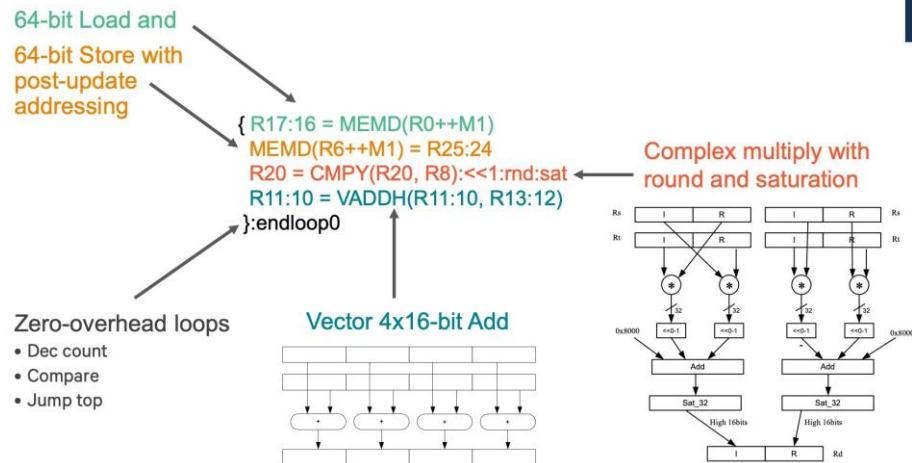 64-bit Load and
64-bit Store with
post-update
addressing
{ R17:16 = MEMD(R0++M1)
MEMD(R6++M1) = R25:24
R20 = CMPY(R20, R8):<<1:rnd:sat
R11:10 = VADDH(R11:10, R13:12)
}:endloop0
Complex multiply with
round and saturation
Zero-overhead loops
• Dec count
• Compare
• Jump top
Vector 4x16-bit Add
+ + + +
Rs I R I R Rs
Rt I R I R Rt
* * * *
32 32 32 32
0x8000 <<0-1 <<0-1 <<0-1 <<0-1 0x8000
-
Add Add
Sat_32 Sat_32
High 16bits High 16bits
I R Rd